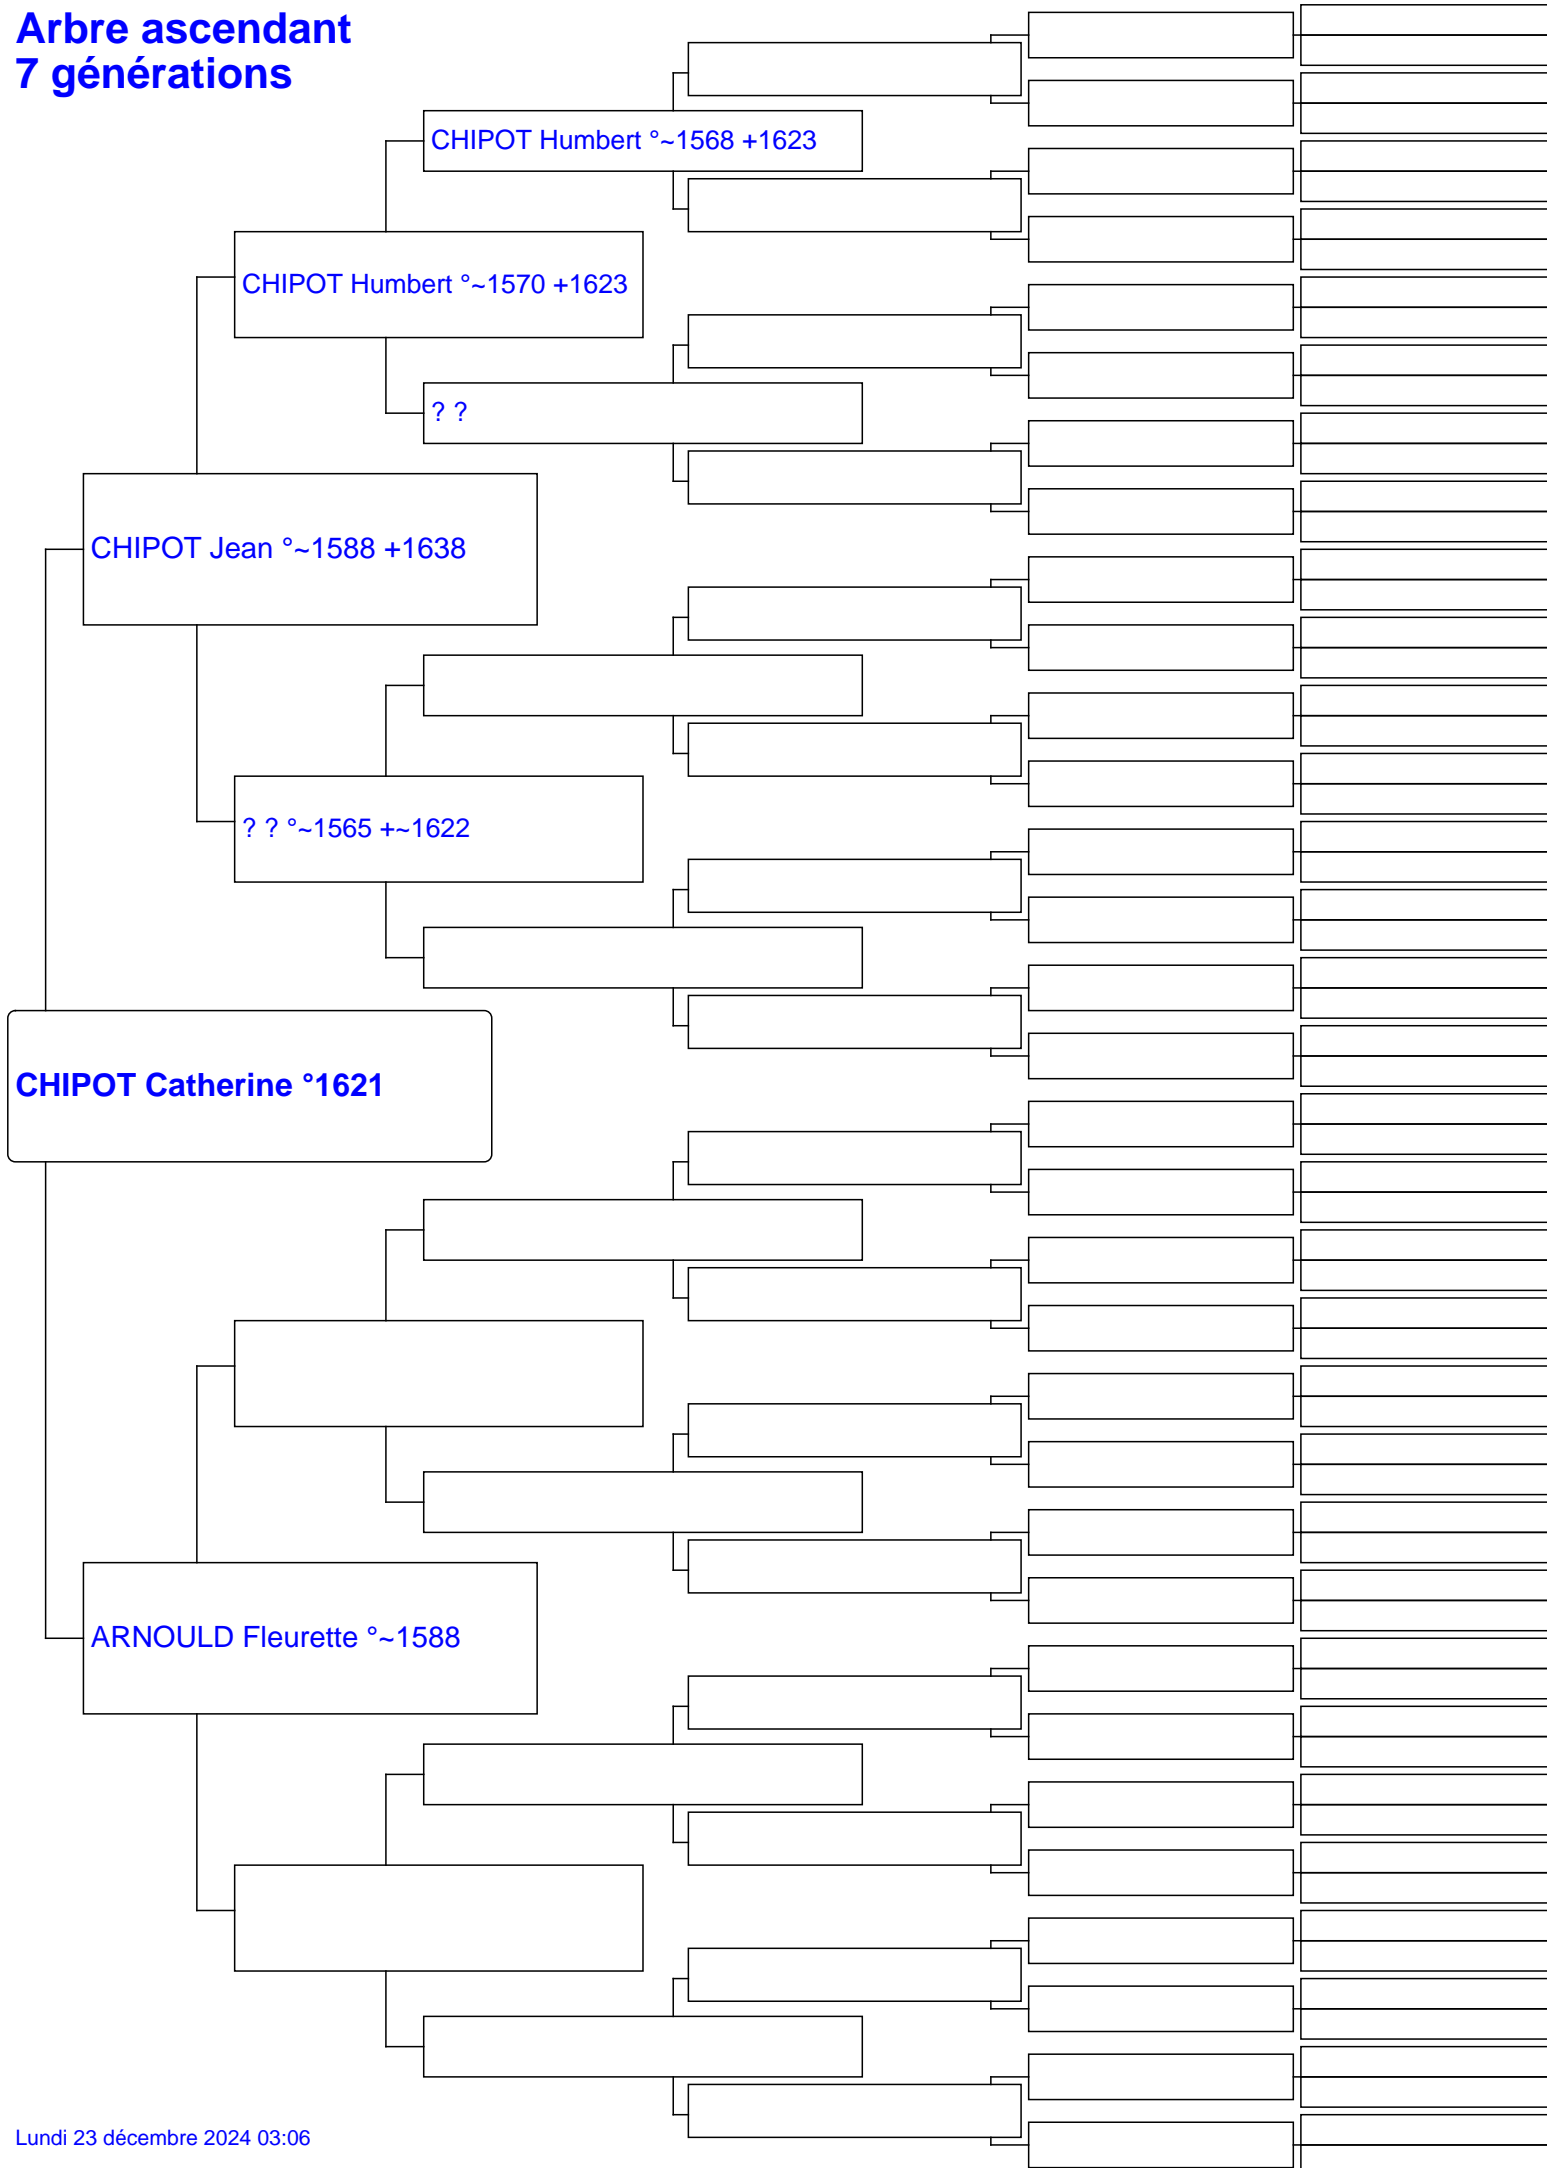 Arbre ascendant
7 générations
CHIPOT Humbert °~1568 +1623
CHIPOT Humbert °~1570 +1623
? ?
CHIPOT Jean °~1588 +1638
? ? °~1565 +~1622
CHIPOT Catherine °1621
ARNOULD Fleurette °~1588
Lundi 23 décembre 2024 03:06